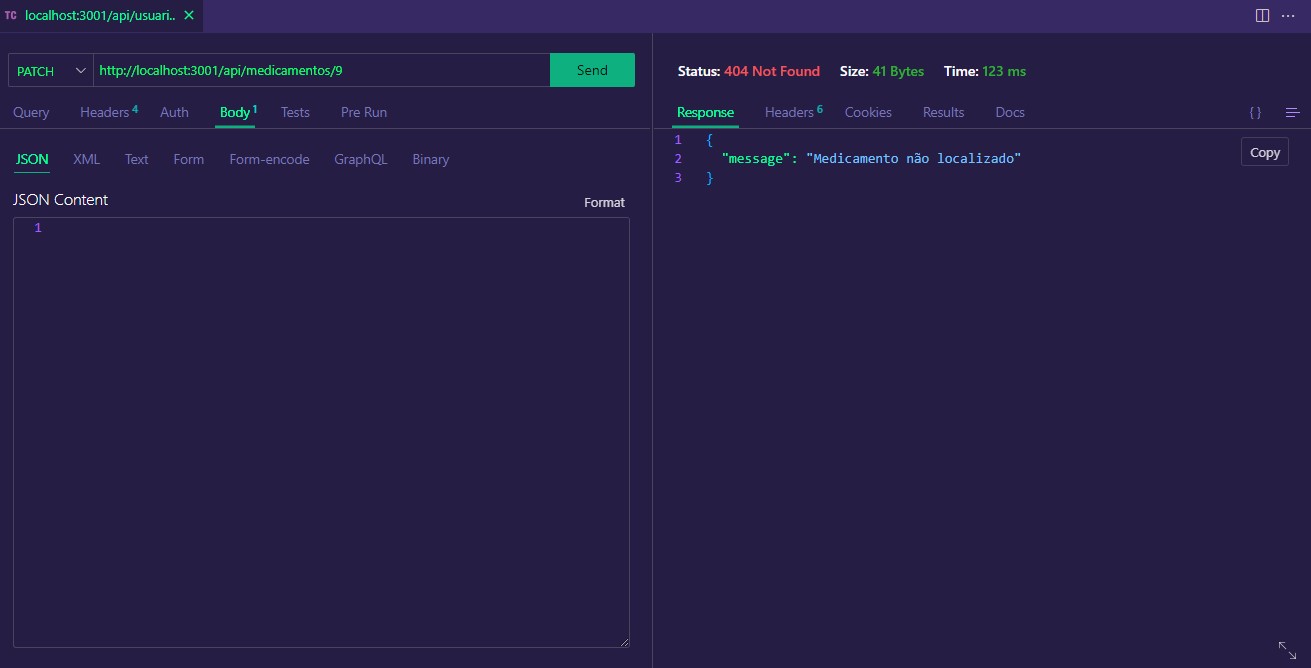 TC localhost:3001/api/usuari..
PATCH http://localhost:3001/api/medicamentos/9 Send
Query Headers 4 Auth Body 1 Tests Pre Run
JSON XML Text Form Form-encode GraphQL Binary
JSON Content
Format
1
Status: 404 Not Found Size: 41 Bytes Time: 123 ms
Response Headers 6 Cookies Results Docs { }
1 {
2 "message": "Medicamento não localizado"
3 }
Copy